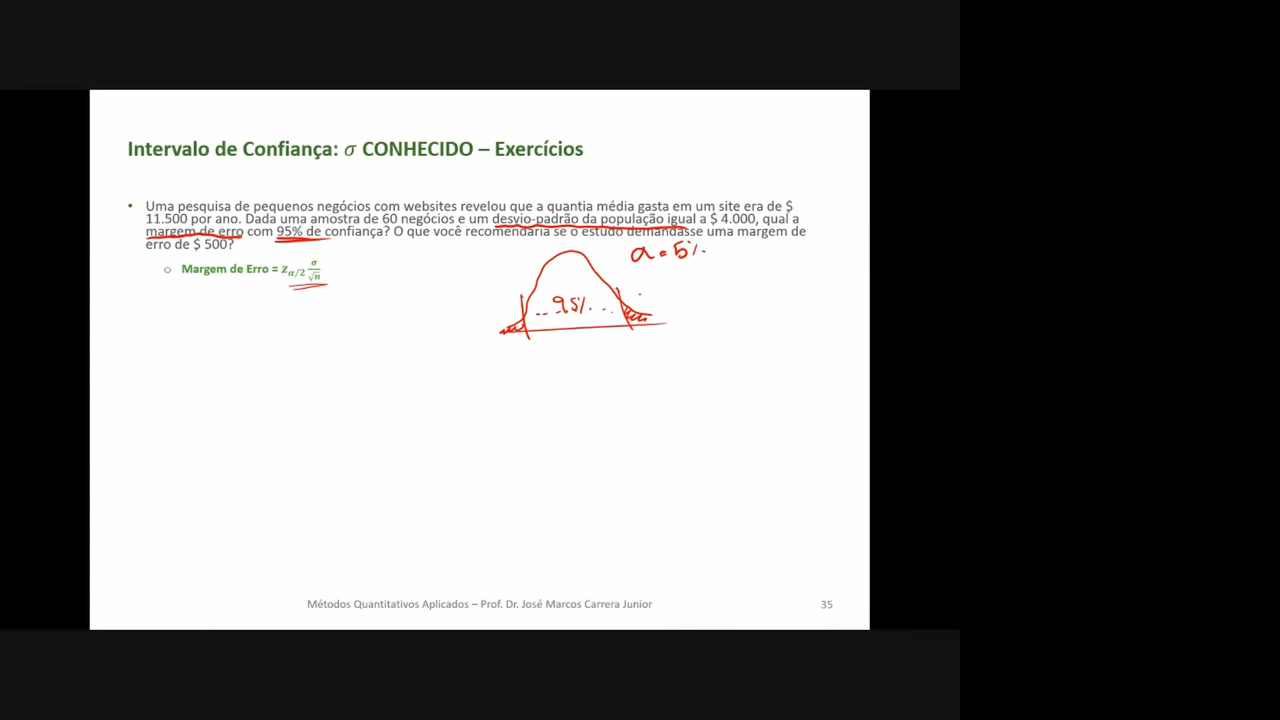 Intervalo de Confiança: σ CONHECIDO – Exercícios
• Uma pesquisa de pequenos negócios com websites revelou que a quantia média gasta em um site era de $
11.500 por ano. Dada uma amostra de 60 negócios e um desvio-padrão da população igual a $ 4.000, qual a
margem de erro com 95% de confiança? O que você recomendaria se o estudo demandasse uma margem de
erro de $ 500?
○ Margem de Erro = z_{α/2} σ/√n
α = 5%
95%
Métodos Quantitativos Aplicados – Prof. Dr. José Marcos Carrera Junior
35